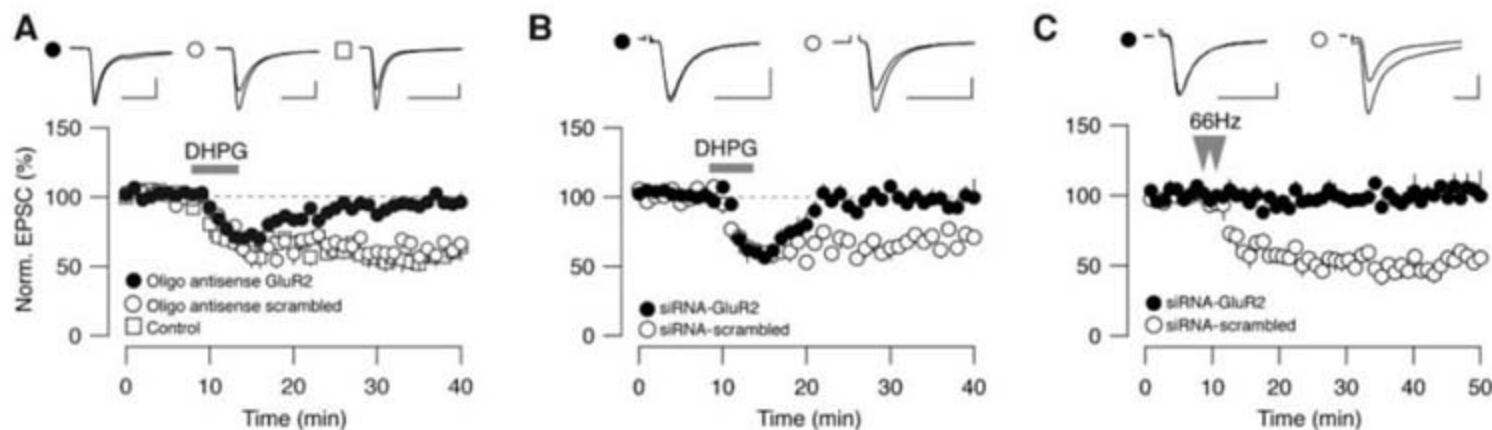 A
B
C
Norm. EPSC (%)
150
100
50
0
DHPG
Oligo antisense GluR2
Oligo antisense scrambled
Control
0
10
20
30
40
Time (min)
150
100
50
0
DHPG
siRNA-GluR2
siRNA-scrambled
0
10
20
30
40
Time (min)
150
100
50
0
66Hz
siRNA-GluR2
siRNA-scrambled
0
10
20
30
40
50
Time (min)